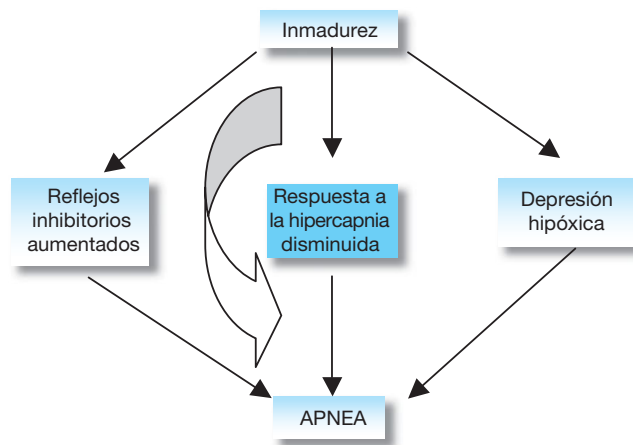 Inmadurez
Reflejos
inhibitorios
aumentados
Respuesta a
la hipercapnia
disminuida
Depresión
hipóxica
APNEA